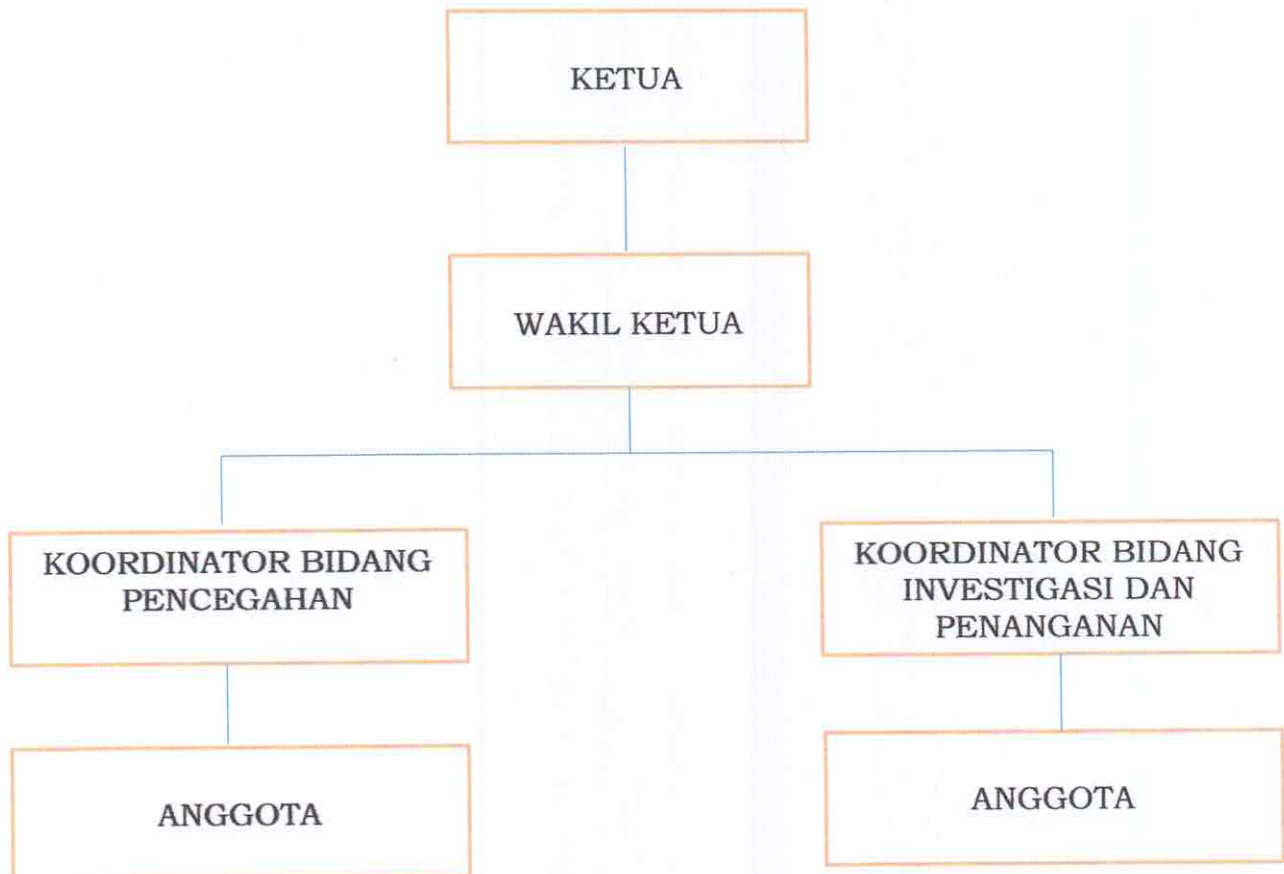 KETUA
WAKIL KETUA
KOORDINATOR BIDANG
PENCEGAHAN
KOORDINATOR BIDANG
INVESTIGASI DAN
PENANGANAN
ANGGOTA
ANGGOTA